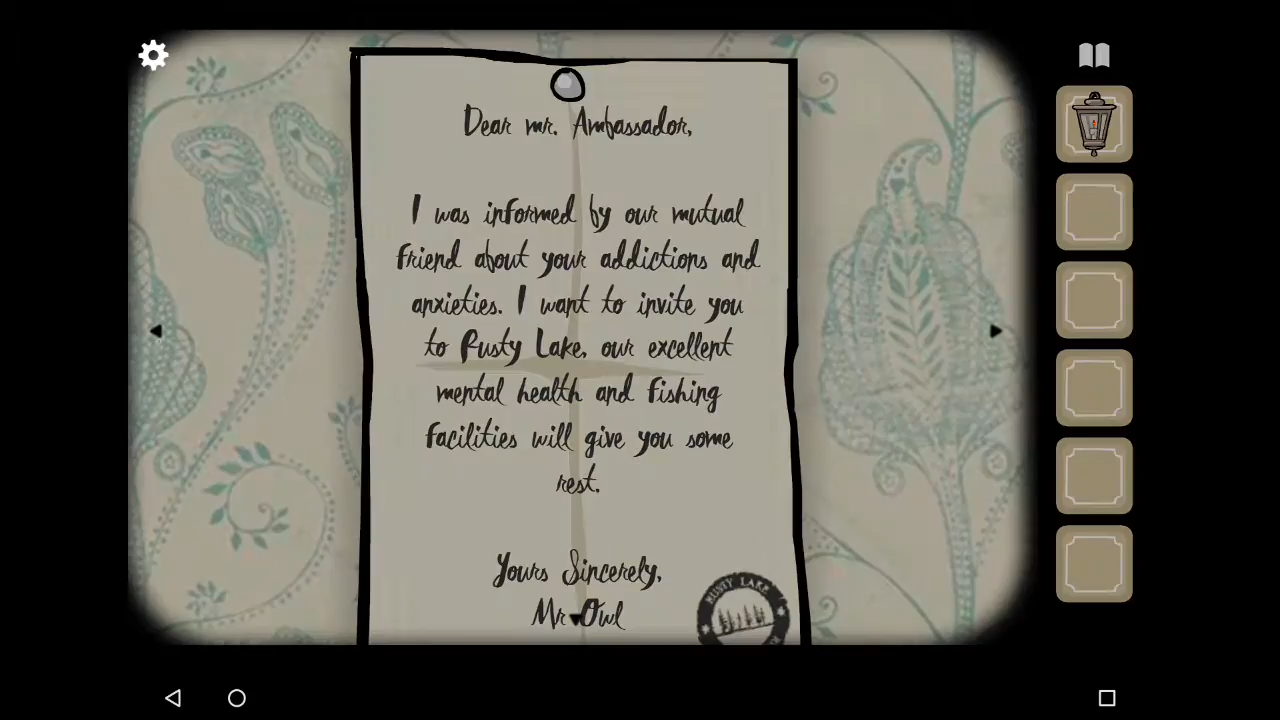 Dear mr. Ambassador,
I was informed by our mutual
friend about your addictions and
anxieties. I want to invite you
to Rusty Lake, our excellent
mental health and fishing
facilities will give you some
rest.
Yours Sincerely,
Mr Owl
RUSTY LAKE